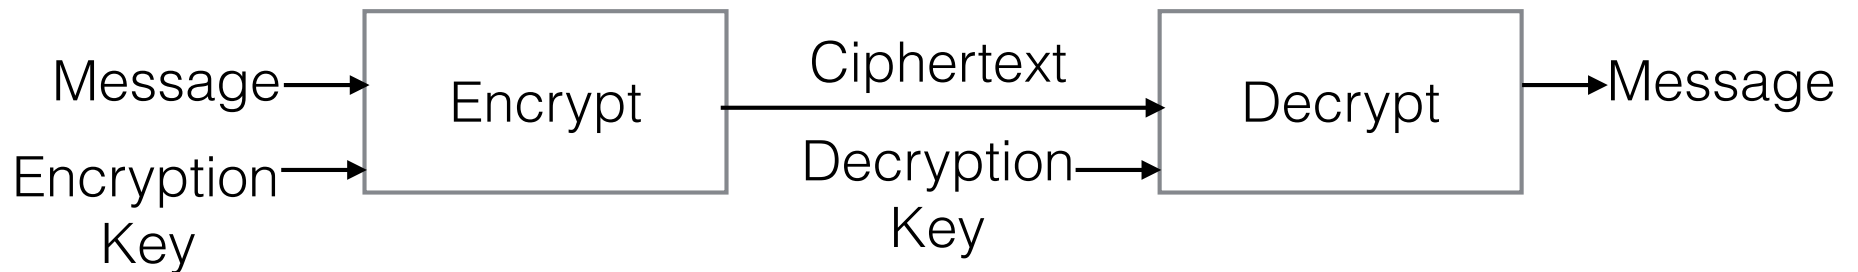 Message
Encryption
Key
Encrypt
Ciphertext
Decryption
Key
Decrypt
Message